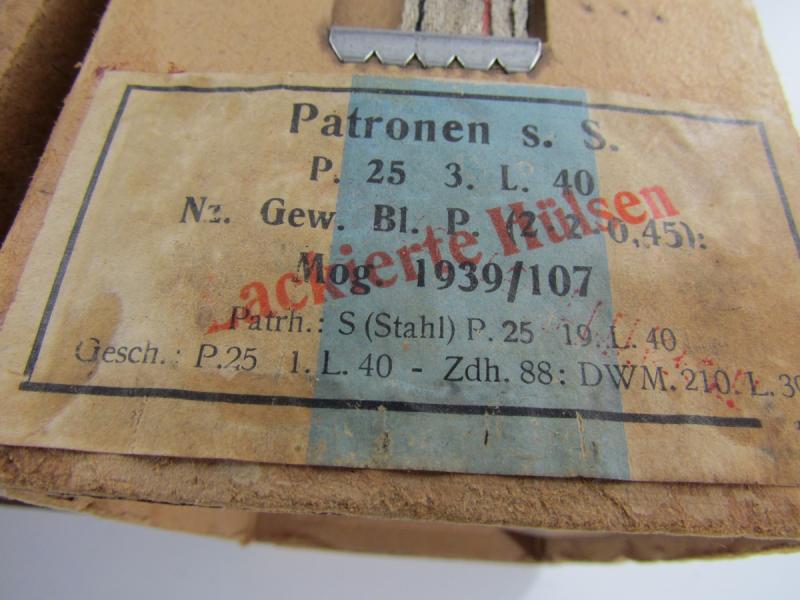 Patronen s. S.
P. 25 3. L. 40
Nz. Gew. Bl. P. (2·2·0,45):
Lackierte Hülsen
Mog. 1939/107
Patrh.: S (Stahl) P. 25 19. L. 40
Gesch.: P.25 1. L. 40 - Zdh. 88: DWM. 210. L. 39